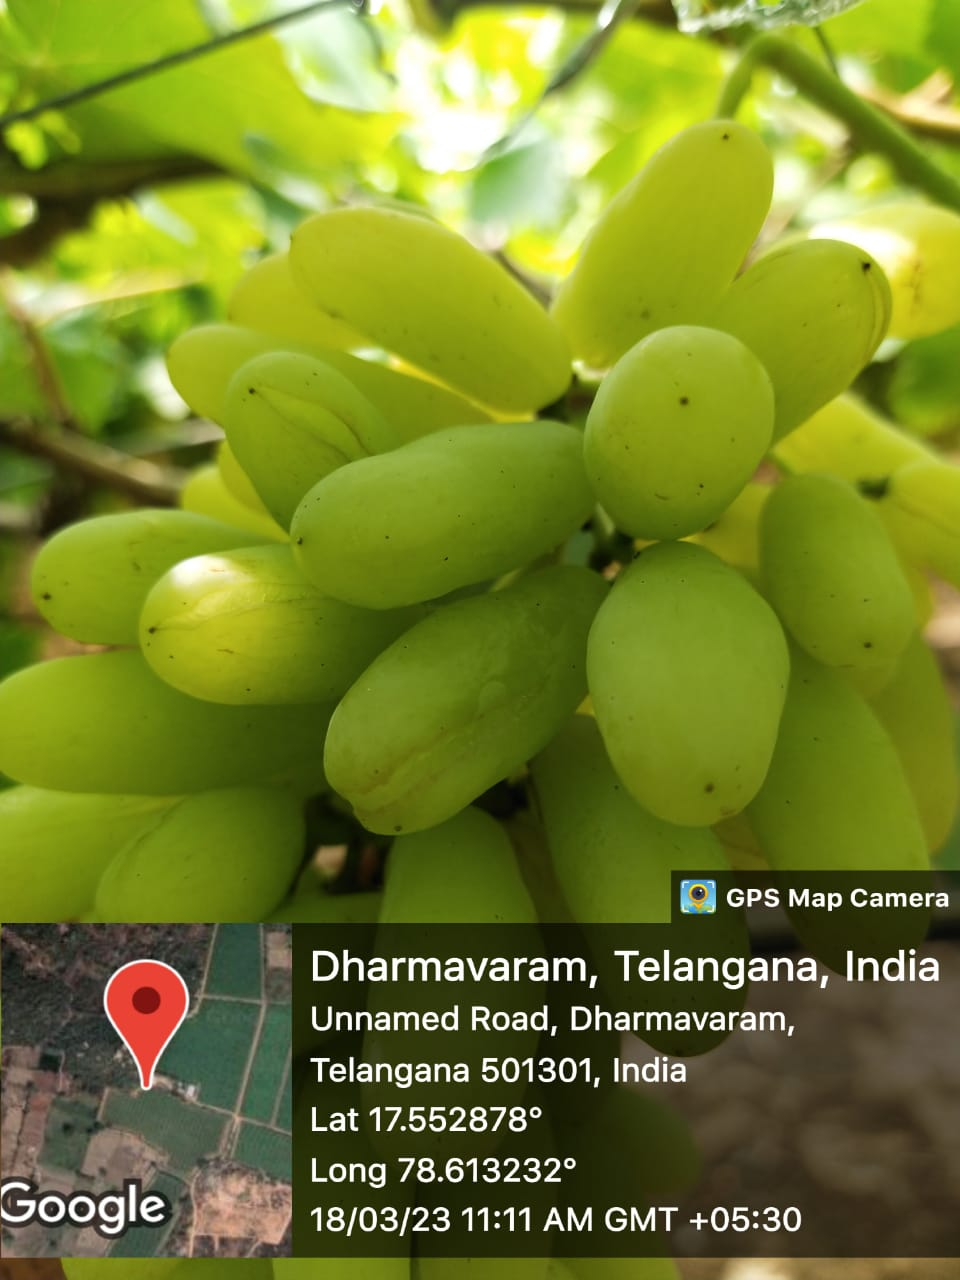 GPS Map Camera
Dharmavaram, Telangana, India
Unnamed Road, Dharmavaram,
Telangana 501301, India
Lat 17.552878°
Long 78.613232°
18/03/23 11:11 AM GMT +05:30
Google